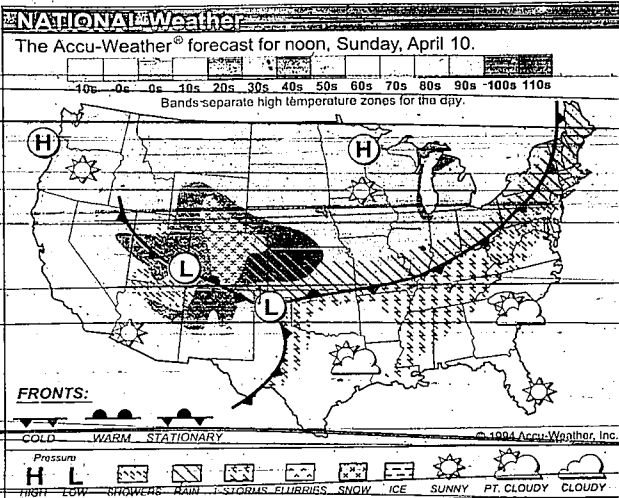 NATIONAL Weather
The Accu-Weather® forecast for noon, Sunday, April 10.
-10s -0s 0s 10s 20s 30s 40s 50s 60s 70s 80s 90s 100s 110s
Bands separate high temperature zones for the day.
H
H
L
L
FRONTS:
COLD WARM STATIONARY
© 1994 Accu-Weather, Inc.
Pressure
H L
HIGH LOW SHOWERS RAIN T-STORMS FLURRIES SNOW ICE SUNNY PT. CLOUDY CLOUDY